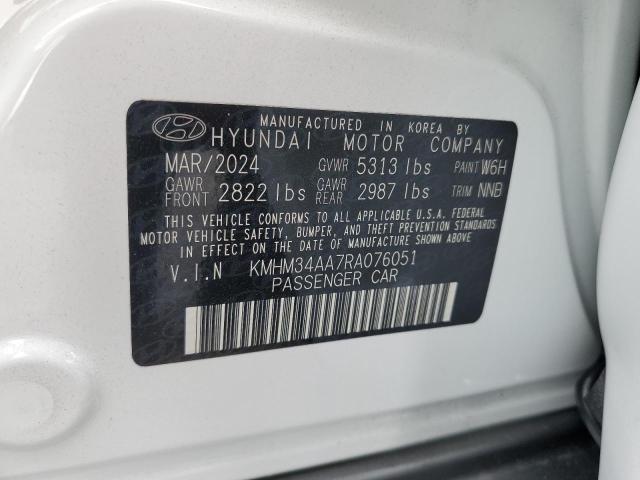 MANUFACTURED IN KOREA BY
HYUNDAI MOTOR COMPANY
MAR/2024 GVWR 5313 lbs PAINT W6H
GAWR FRONT 2822 lbs GAWR REAR 2987 lbs TRIM NNB
THIS VEHICLE CONFORMS TO ALL APPLICABLE U.S.A. FEDERAL
MOTOR VEHICLE SAFETY, BUMPER, AND THEFT PREVENTION STANDARDS
IN EFFECT ON THE DATE OF MANUFACTURE SHOWN ABOVE.
V.I.N KMHM34AA7RA076051
PASSENGER CAR